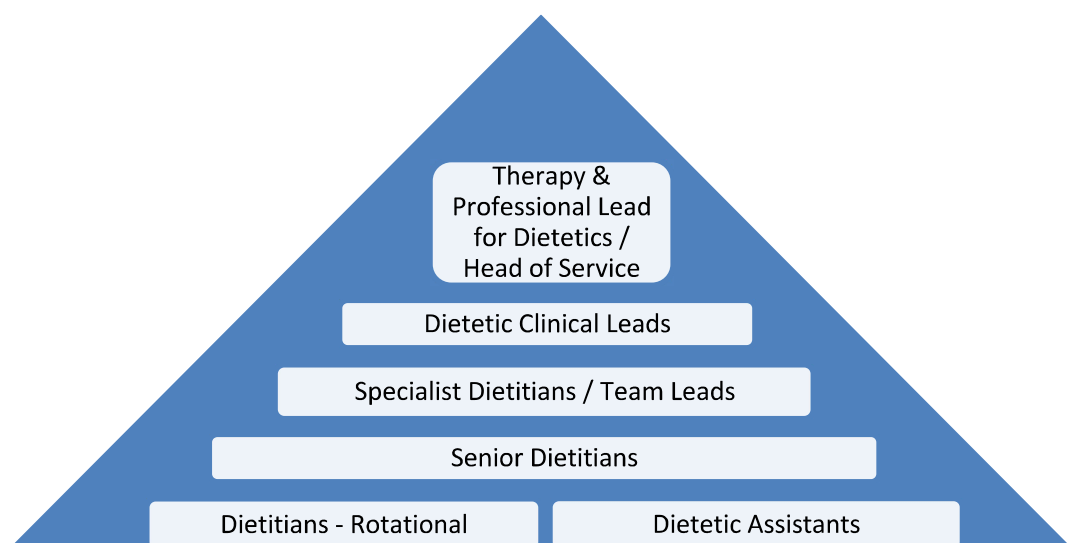 Therapy &
Professional Lead
for Dietetics /
Head of Service
Dietetic Clinical Leads
Specialist Dietitians / Team Leads
Senior Dietitians
Dietitians - Rotational
Dietetic Assistants